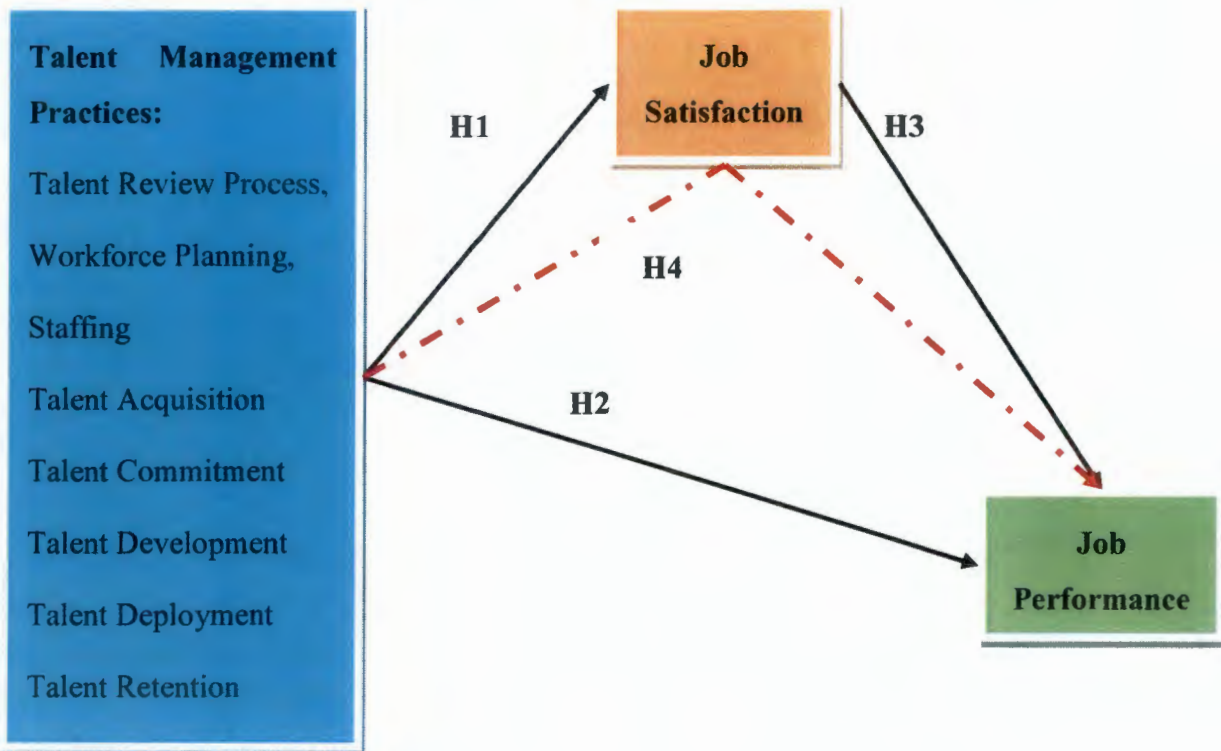 Talent Management
Practices:
Talent Review Process,
Workforce Planning,
Staffing
Talent Acquisition
Talent Commitment
Talent Development
Talent Deployment
Talent Retention
Job
Satisfaction
H1
H3
H4
H2
Job
Performance